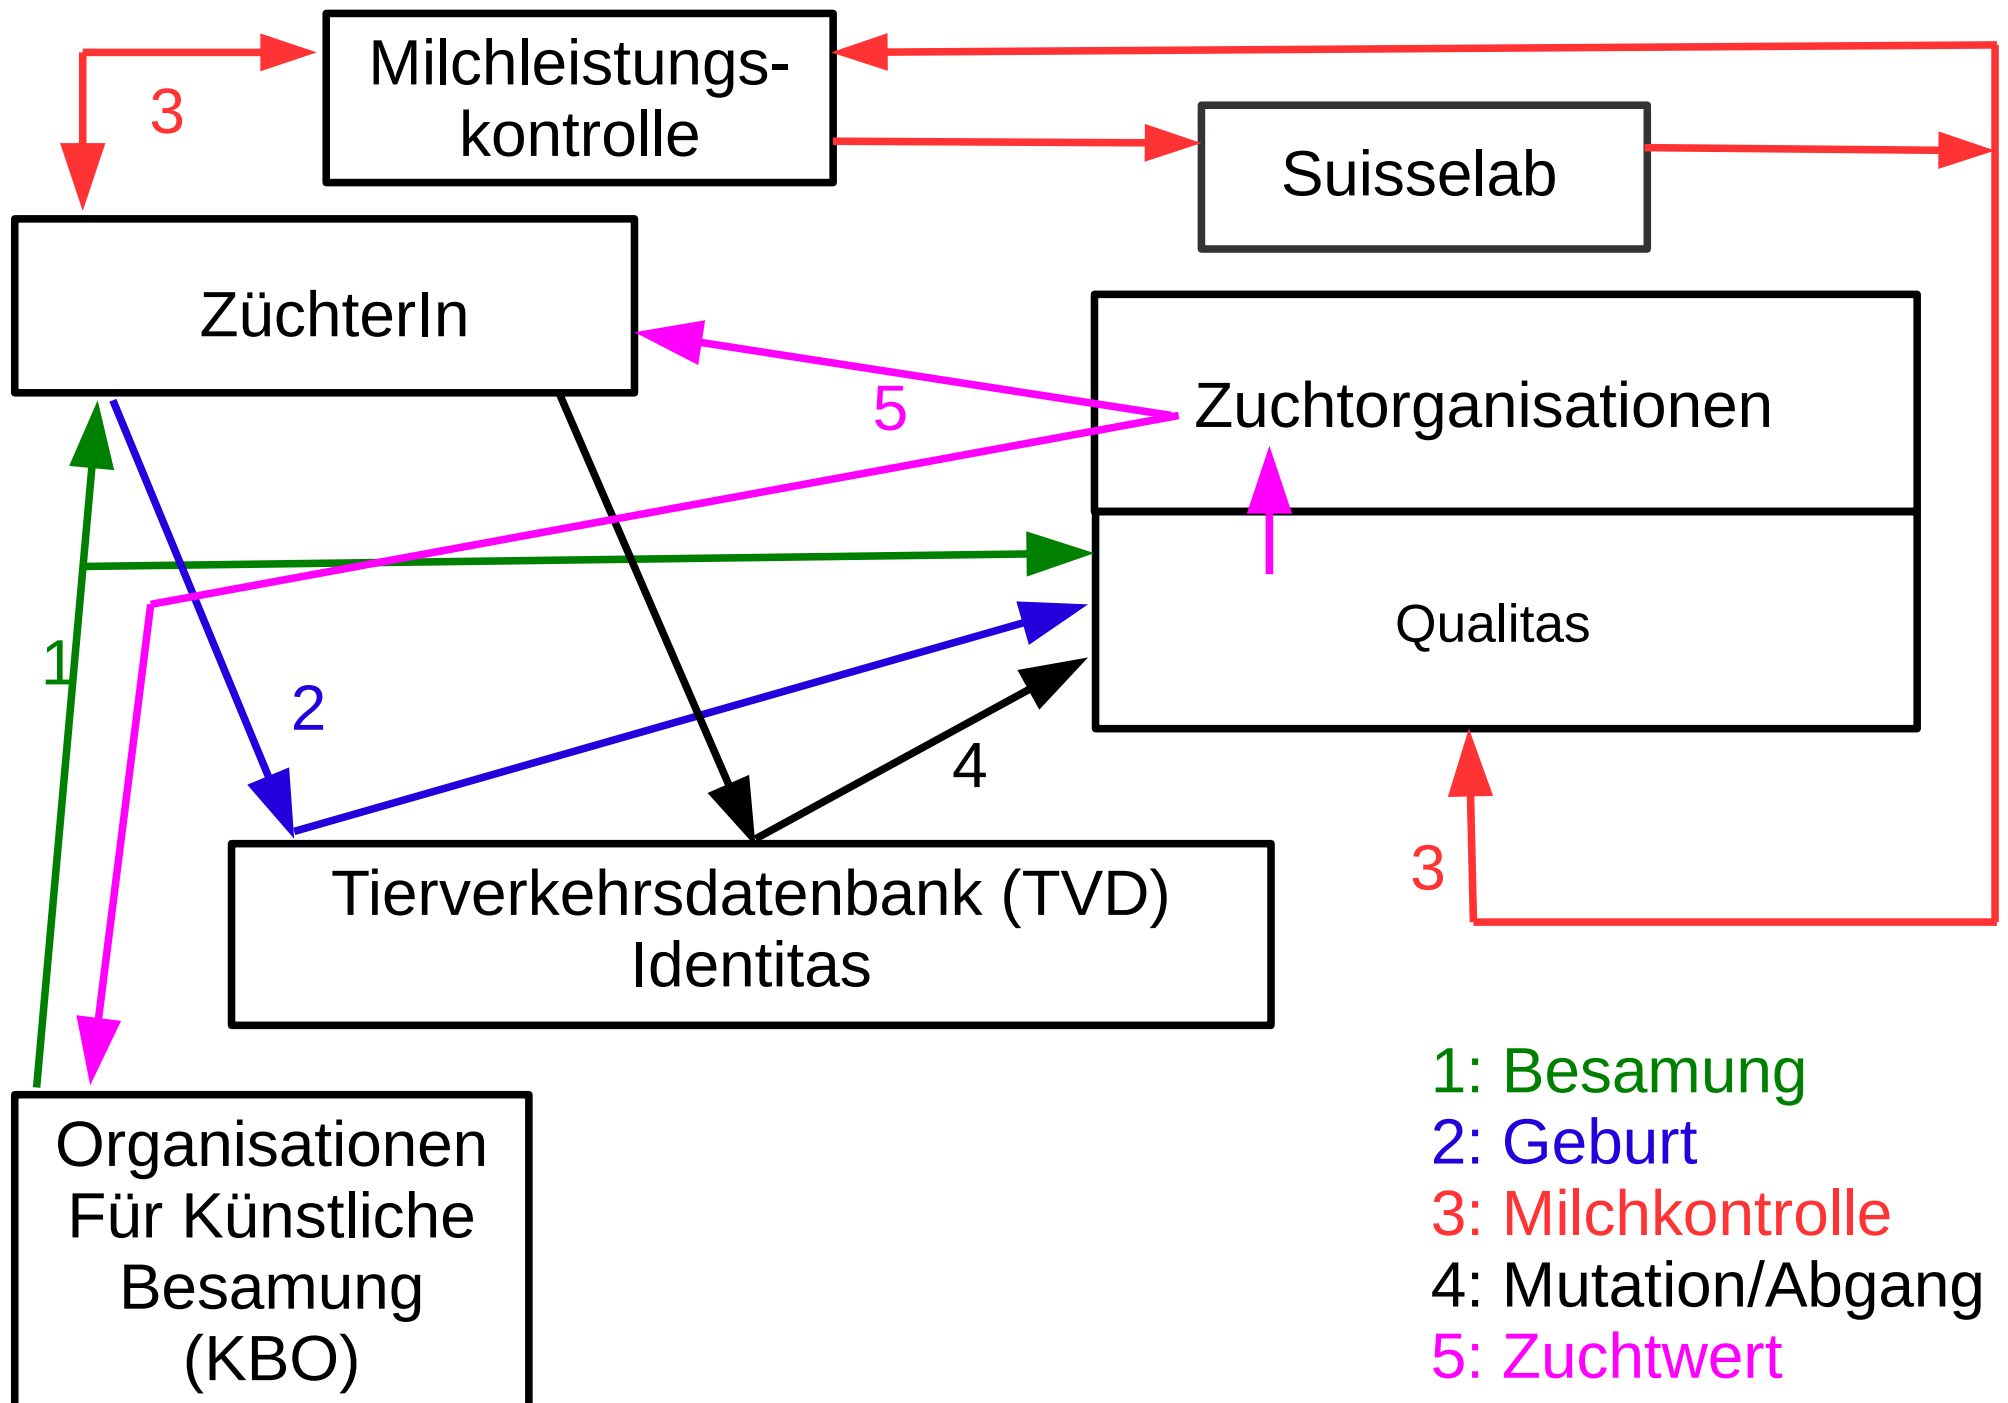 Milchleistungs-
kontrolle
3
Suisselab
ZüchterIn
5
Zuchtorganisationen
Qualitas
1
2
4
3
Tierverkehrsdatenbank (TVD)
Identitas
Organisationen
Für Künstliche
Besamung
(KBO)
1: Besamung
2: Geburt
3: Milchkontrolle
4: Mutation/Abgang
5: Zuchtwert